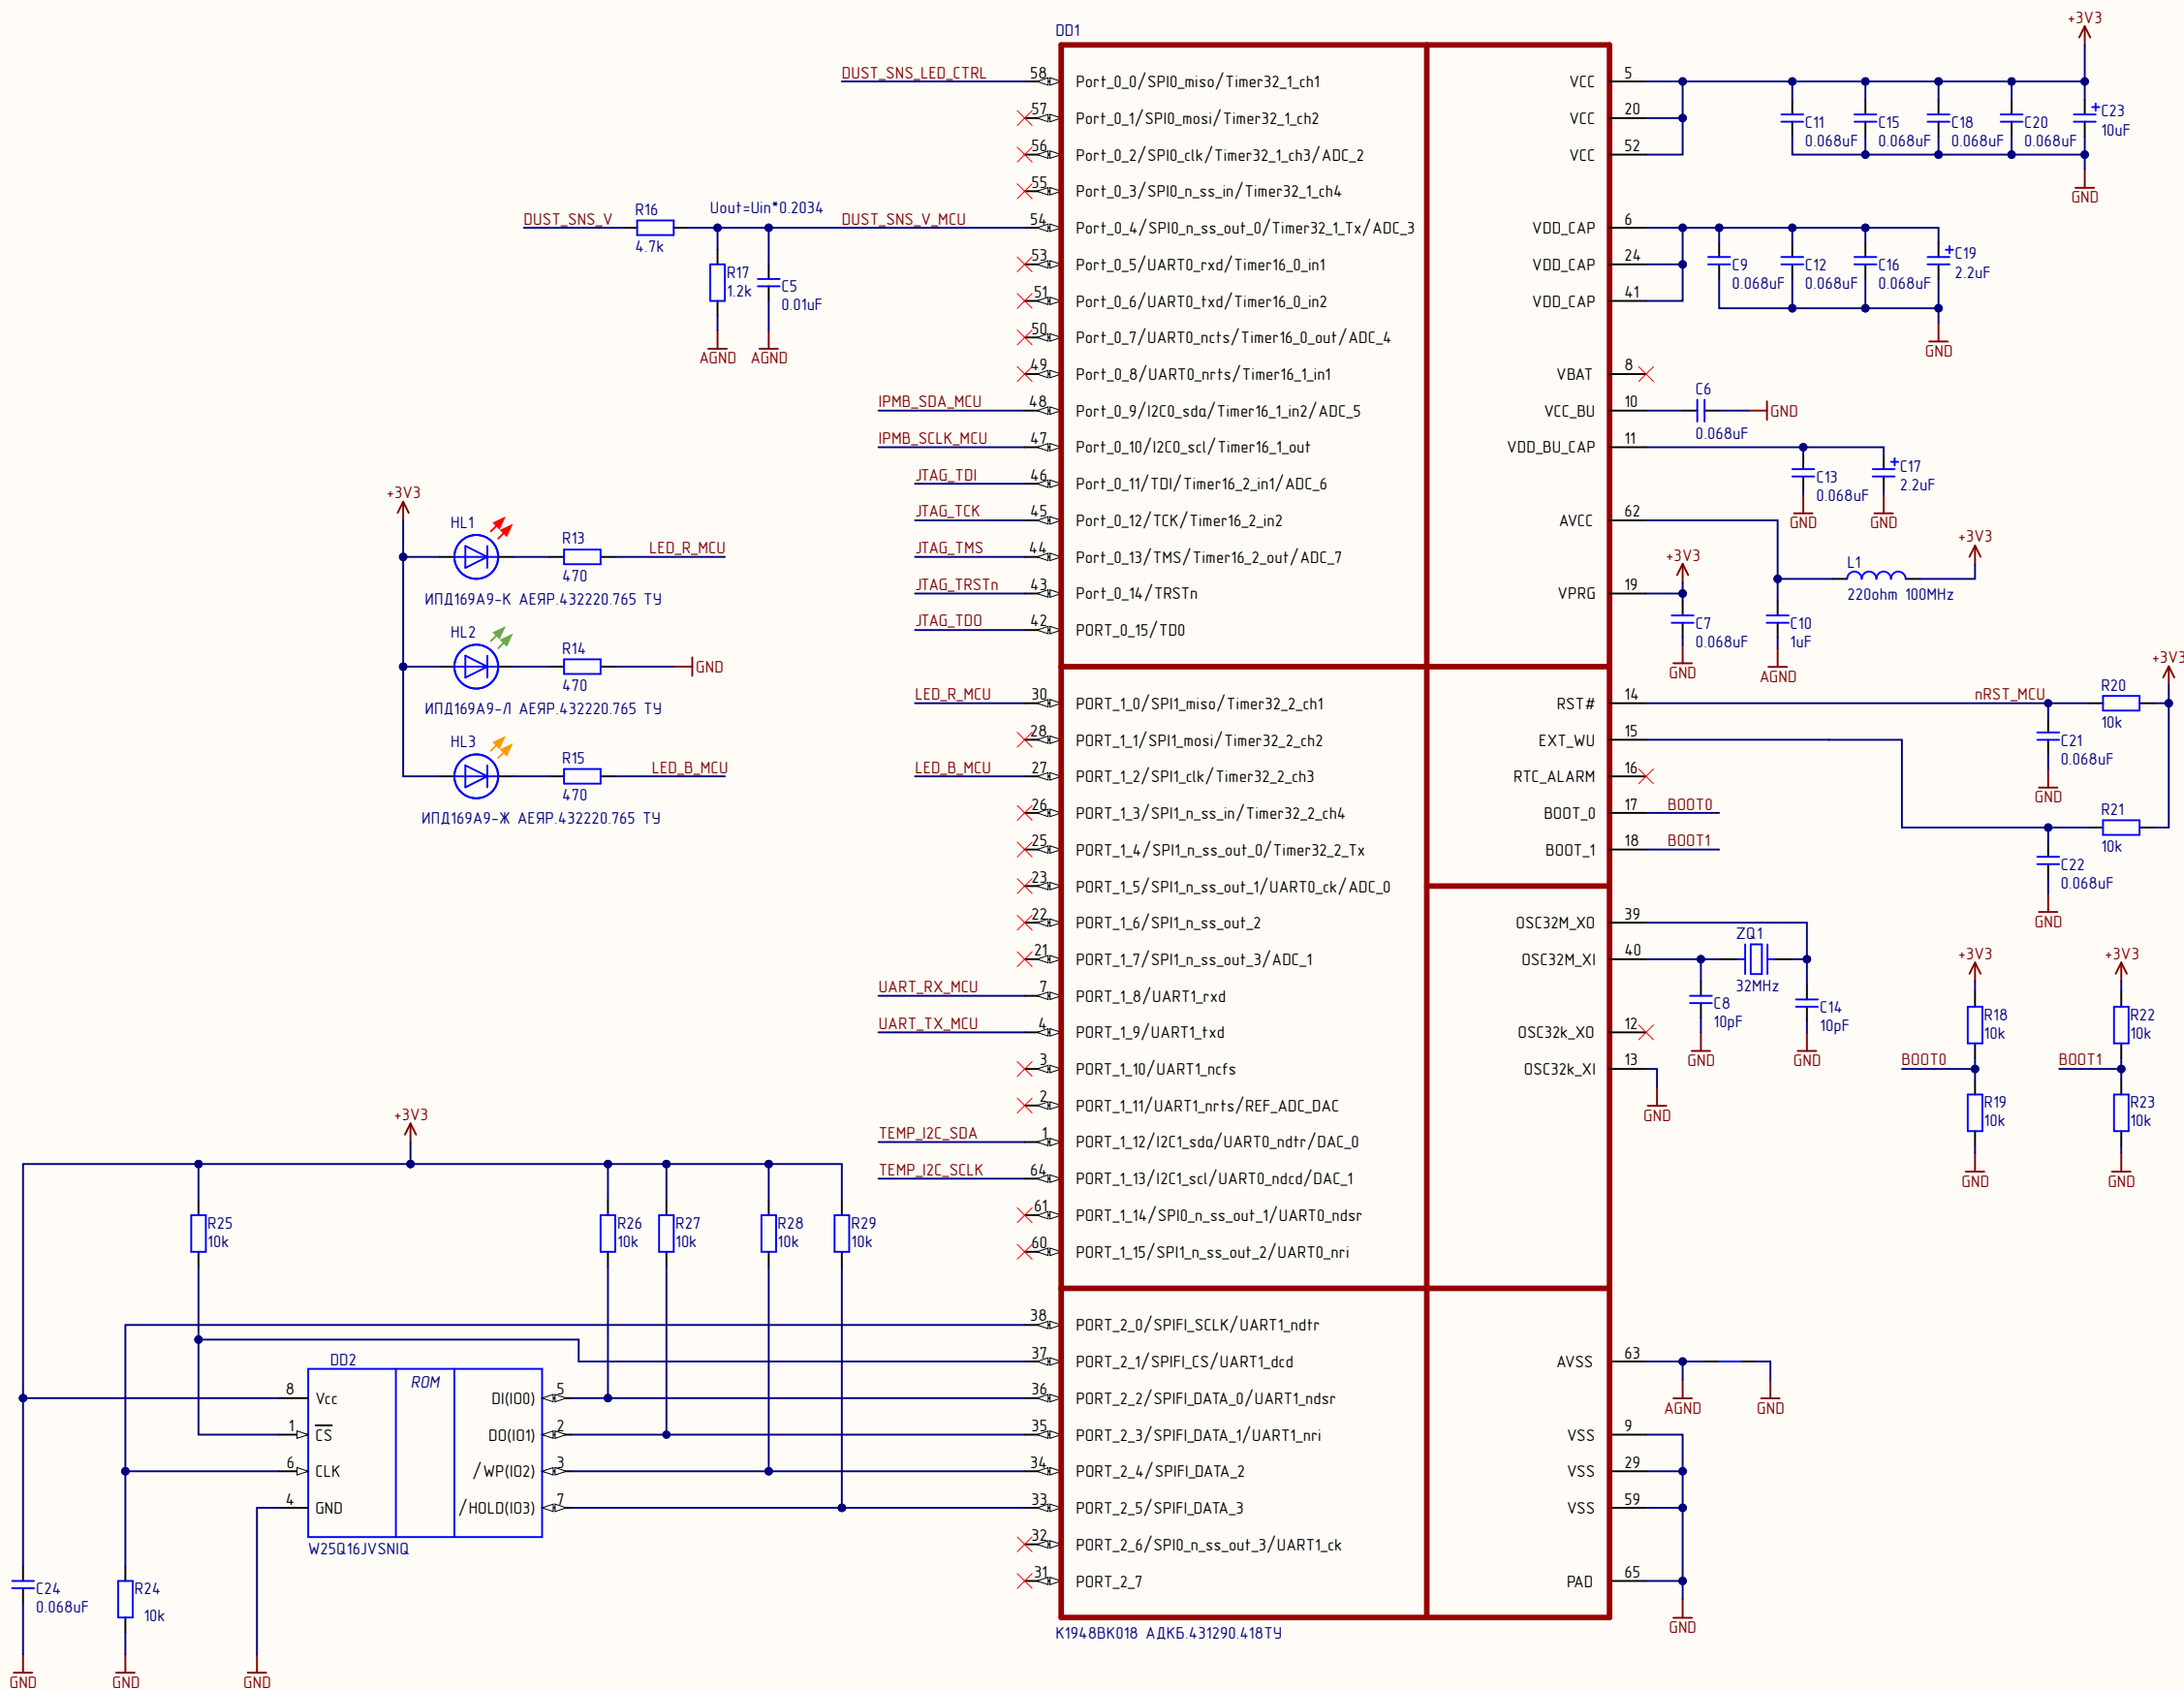 DD1
DUST_SNS_LED_CTRL
58
Port_0_0/SPI0_miso/Timer32_1_ch1
57
Port_0_1/SPI0_mosi/Timer32_1_ch2
56
Port_0_2/SPI0_clk/Timer32_1_ch3/ADC_2
55
Port_0_3/SPI0_n_ss_in/Timer32_1_ch4
DUST_SNS_V
R16
4.7k
Uout=Uin*0.2034
DUST_SNS_V_MCU
54
Port_0_4/SPI0_n_ss_out_0/Timer32_1_Tx/ADC_3
R17
1.2k
C5
0.01uF
AGND
AGND
53
Port_0_5/UART0_rxd/Timer16_0_in1
51
Port_0_6/UART0_txd/Timer16_0_in2
50
Port_0_7/UART0_ncts/Timer16_0_out/ADC_4
49
Port_0_8/UART0_nrts/Timer16_1_in1
IPMB_SDA_MCU
48
Port_0_9/I2C0_sda/Timer16_1_in2/ADC_5
IPMB_SCLK_MCU
47
Port_0_10/I2C0_scl/Timer16_1_out
JTAG_TDI
46
Port_0_11/TDI/Timer16_2_in1/ADC_6
JTAG_TCK
45
Port_0_12/TCK/Timer16_2_in2
JTAG_TMS
44
Port_0_13/TMS/Timer16_2_out/ADC_7
JTAG_TRSTn
43
Port_0_14/TRSTn
JTAG_TDO
42
PORT_0_15/TDO
+3V3
HL1
R13
470
LED_R_MCU
ИПД169А9-К АЕЯР.432220.765 ТУ
HL2
R14
470
GND
ИПД169А9-Л АЕЯР.432220.765 ТУ
HL3
R15
470
LED_B_MCU
ИПД169А9-Ж АЕЯР.432220.765 ТУ
LED_R_MCU
30
PORT_1_0/SPI1_miso/Timer32_2_ch1
28
PORT_1_1/SPI1_mosi/Timer32_2_ch2
LED_B_MCU
27
PORT_1_2/SPI1_clk/Timer32_2_ch3
26
PORT_1_3/SPI1_n_ss_in/Timer32_2_ch4
25
PORT_1_4/SPI1_n_ss_out_0/Timer32_2_Tx
23
PORT_1_5/SPI1_n_ss_out_1/UART0_ck/ADC_0
22
PORT_1_6/SPI1_n_ss_out_2
21
PORT_1_7/SPI1_n_ss_out_3/ADC_1
UART_RX_MCU
7
PORT_1_8/UART1_rxd
UART_TX_MCU
4
PORT_1_9/UART1_txd
3
PORT_1_10/UART1_ncfs
2
PORT_1_11/UART1_nrts/REF_ADC_DAC
TEMP_I2C_SDA
1
PORT_1_12/I2C1_sda/UART0_ndtr/DAC_0
TEMP_I2C_SCLK
64
PORT_1_13/I2C1_scl/UART0_ndcd/DAC_1
61
PORT_1_14/SPI0_n_ss_out_1/UART0_ndsr
60
PORT_1_15/SPI1_n_ss_out_2/UART0_nri
38
PORT_2_0/SPIFI_SCLK/UART1_ndtr
37
PORT_2_1/SPIFI_CS/UART1_dcd
36
PORT_2_2/SPIFI_DATA_0/UART1_ndsr
35
PORT_2_3/SPIFI_DATA_1/UART1_nri
34
PORT_2_4/SPIFI_DATA_2
33
PORT_2_5/SPIFI_DATA_3
32
PORT_2_6/SPI0_n_ss_out_3/UART1_ck
31
PORT_2_7
К1948ВК018 АДКБ.431290.418ТУ
+3V3
R25
10k
R26
10k
R27
10k
R28
10k
R29
10k
DD2
ROM
8
Vcc
1
CS
6
CLK
4
GND
DI(IO0)
5
DO(IO1)
2
/WP(IO2)
3
/HOLD(IO3)
7
W25Q16JVSNIQ
C24
0.068uF
R24
10k
GND
GND
GND
VCC
5
VCC
20
VCC
52
+3V3
C11
0.068uF
C15
0.068uF
C18
0.068uF
C20
0.068uF
+
C23
10uF
GND
VDD_CAP
6
VDD_CAP
24
VDD_CAP
41
C9
0.068uF
C12
0.068uF
C16
0.068uF
+
C19
2.2uF
GND
VBAT
8
VCC_BU
10
C6
0.068uF
GND
VDD_BU_CAP
11
C13
0.068uF
+
C17
2.2uF
GND
GND
AVCC
62
L1
220ohm 100MHz
+3V3
C10
1uF
AGND
VPRG
19
+3V3
C7
0.068uF
GND
RST#
14
nRST_MCU
R20
10k
+3V3
C21
0.068uF
GND
EXT_WU
15
R21
10k
C22
0.068uF
GND
RTC_ALARM
16
BOOT_0
17
BOOT0
BOOT_1
18
BOOT1
OSC32M_XO
39
OSC32M_XI
40
ZQ1
32MHz
C8
10pF
C14
10pF
GND
GND
OSC32k_XO
12
OSC32k_XI
13
GND
+3V3
R18
10k
BOOT0
R19
10k
GND
+3V3
R22
10k
BOOT1
R23
10k
GND
AVSS
63
AGND
GND
VSS
9
VSS
29
VSS
59
PAD
65
GND